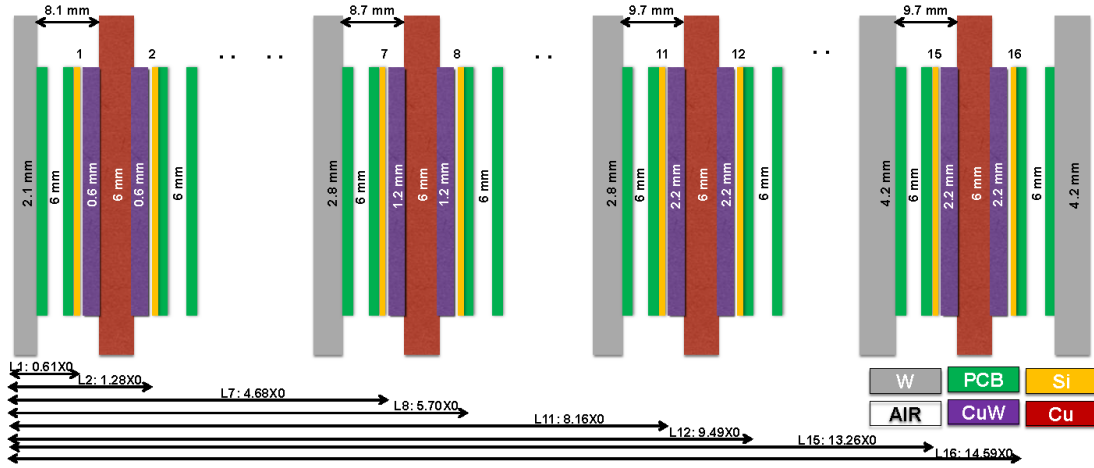 8.1 mm
8.7 mm
9.7 mm
9.7 mm
1
2
.. ..
7
8
..
11
12
..
15
16
2.1 mm
6 mm
0.6 mm
6 mm
0.6 mm
6 mm
2.8 mm
6 mm
1.2 mm
6 mm
1.2 mm
6 mm
2.8 mm
6 mm
2.2 mm
6 mm
2.2 mm
6 mm
4.2 mm
6 mm
2.2 mm
6 mm
2.2 mm
6 mm
4.2 mm
L1: 0.61X0
L2: 1.28X0
L7: 4.68X0
L8: 5.70X0
L11: 8.16X0
L12: 9.49X0
L15: 13.26X0
L16: 14.59X0
W
PCB
Si
AIR
CuW
Cu